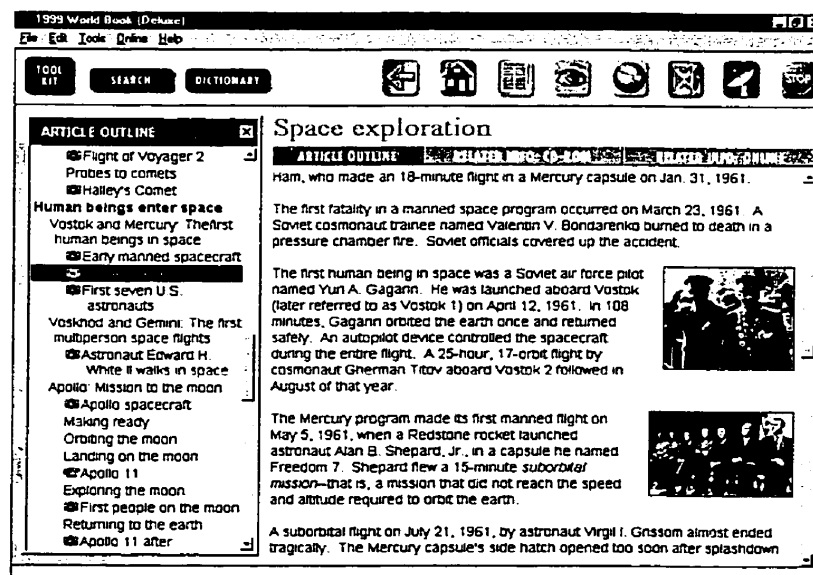 1999 World Book (Deluxe)
File Edit Tools Online Help
TOOL KIT
SEARCH
DICTIONARY
STOP
ARTICLE OUTLINE
Flight of Voyager 2
Probes to comets
Halley's Comet
Human beings enter space
Vostok and Mercury: The first
human beings in space
Early manned spacecraft
First seven U.S.
astronauts
Voskhod and Gemini: The first
multiperson space flights
Astronaut Edward H.
White II walks in space
Apollo: Mission to the moon
Apollo spacecraft
Making ready
Orbiting the moon
Landing on the moon
Apollo 11
Exploring the moon
First people on the moon
Returning to the earth
Apollo 11 after
Space exploration
ARTICLE OUTLINE RELATED INFO: CD-ROM RELATED INFO: ONLINE
Ham, who made an 18-minute flight in a Mercury capsule on Jan. 31, 1961.
The first fatality in a manned space program occurred on March 23, 1961. A
Soviet cosmonaut trainee named Valentin V. Bondarenko burned to death in a
pressure chamber fire. Soviet officials covered up the accident.
The first human being in space was a Soviet air force pilot
named Yuri A. Gagarin. He was launched aboard Vostok
(later referred to as Vostok 1) on April 12, 1961. In 108
minutes, Gagarin orbited the earth once and returned
safely. An autopilot device controlled the spacecraft
during the entire flight. A 25-hour, 17-orbit flight by
cosmonaut Gherman Titov aboard Vostok 2 followed in
August of that year.
The Mercury program made its first manned flight on
May 5, 1961, when a Redstone rocket launched
astronaut Alan B. Shepard, Jr., in a capsule he named
Freedom 7. Shepard flew a 15-minute suborbital
mission—that is, a mission that did not reach the speed
and altitude required to orbit the earth.
A suborbital flight on July 21, 1961, by astronaut Virgil I. Grissom almost ended
tragically. The Mercury capsule's side hatch opened too soon after splashdown